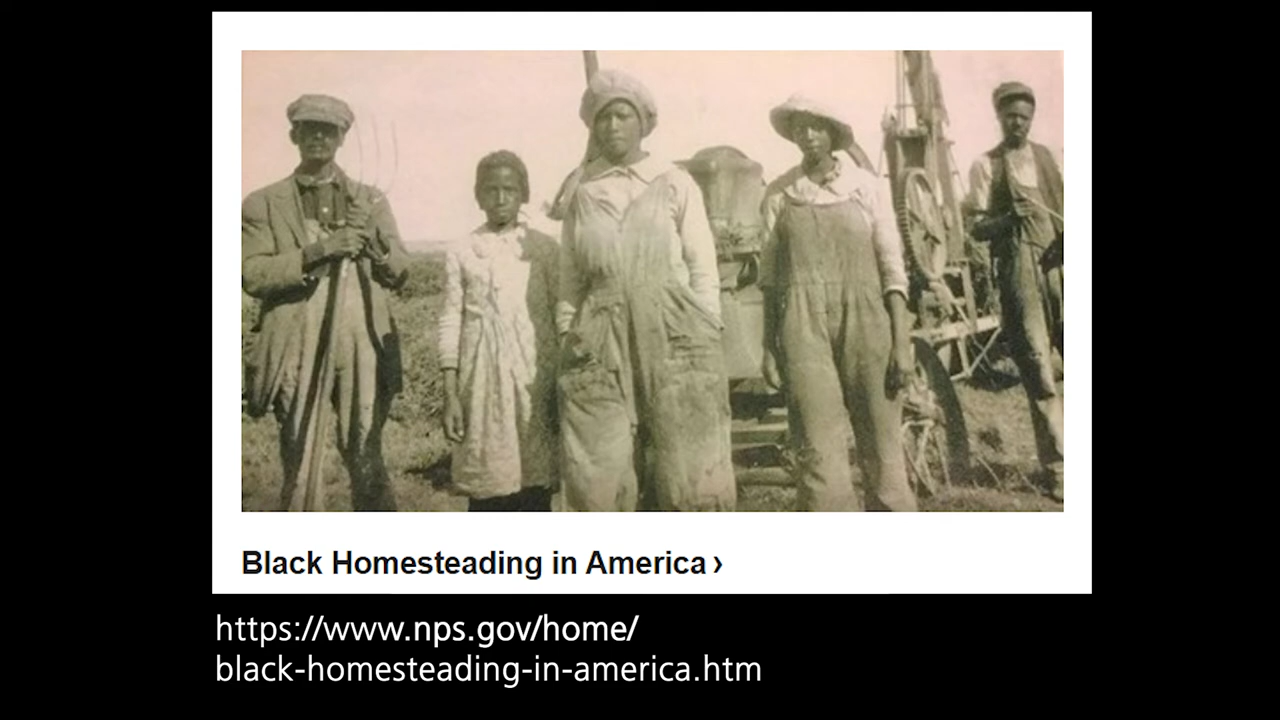 Black Homesteading in America ›
https://www.nps.gov/home/
black-homesteading-in-america.htm